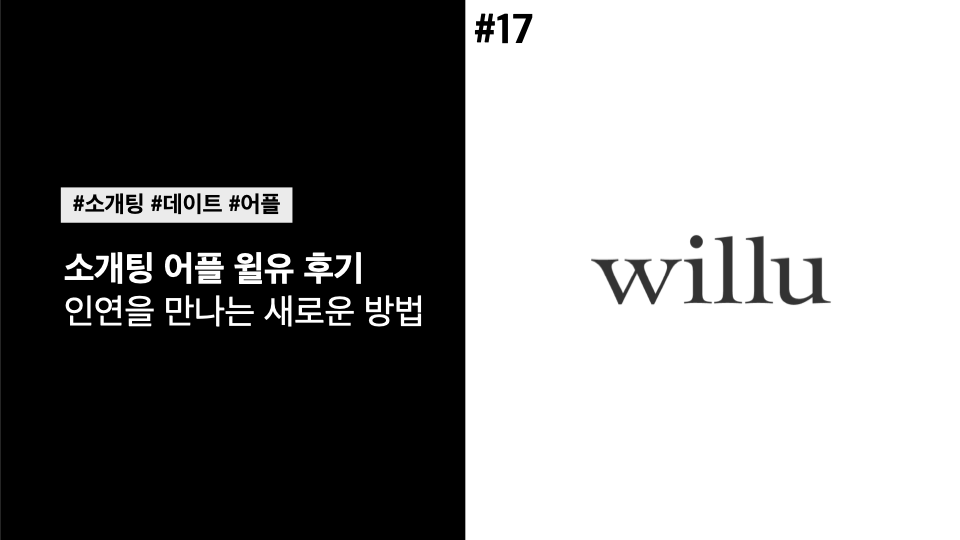 #소개팅 #데이트 #어플
소개팅 어플 윌유 후기
인연을 만나는 새로운 방법
#17
willu